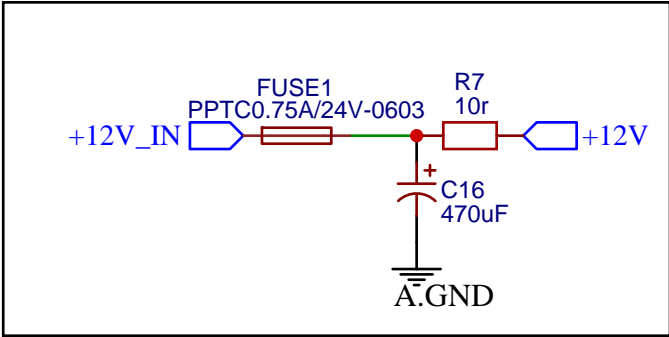 FUSE1
PPTC0.75A/24V-0603
R7
10r
+12V_IN
+12V
+
C16
470uF
A.GND